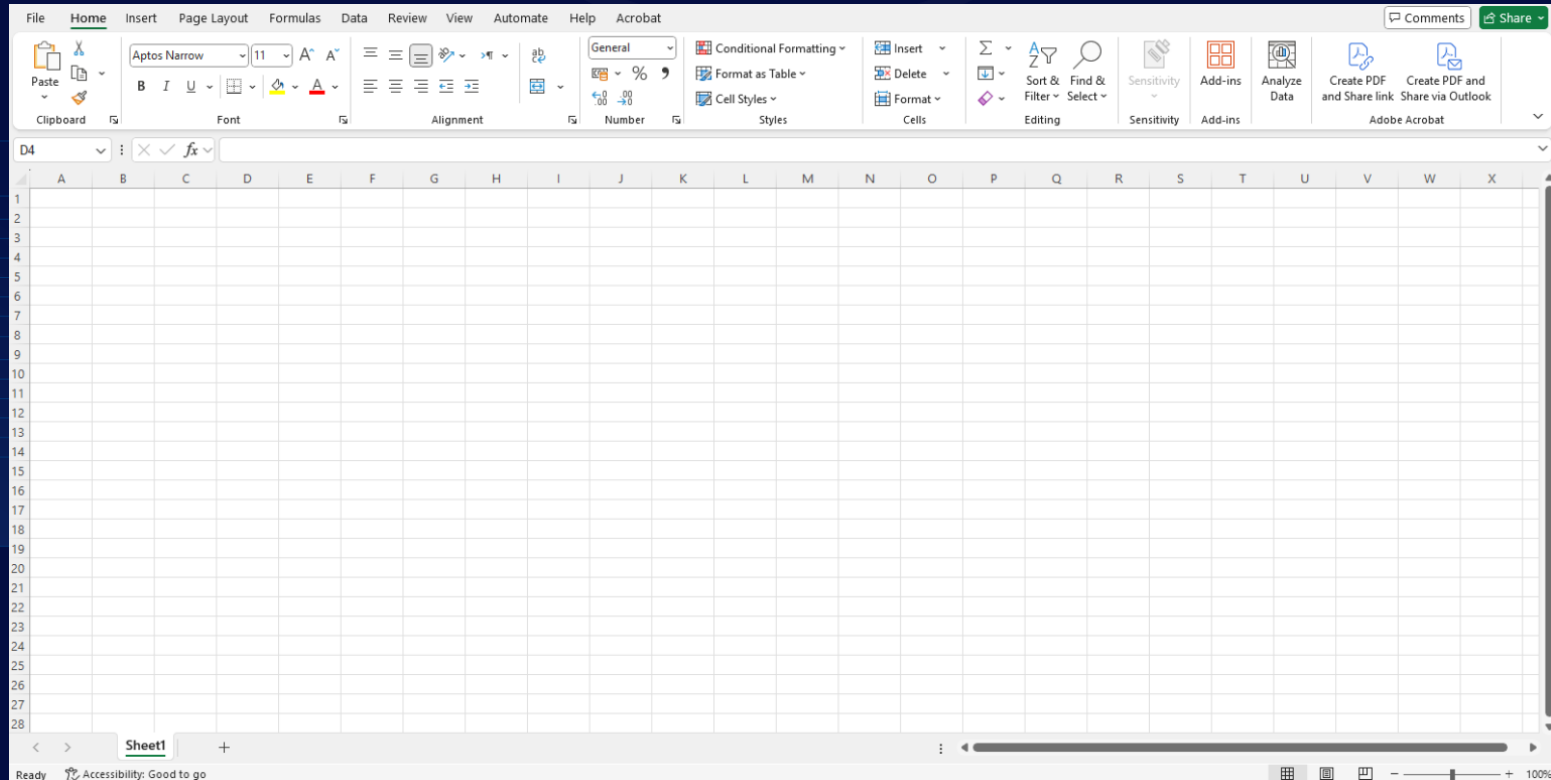 File Home Insert Page Layout Formulas Data Review View Automate Help Acrobat Comments Share
Paste
Clipboard
Aptos Narrow 11
B I U A
Font
ab
Alignment
General
% 9
Number
Conditional Formatting
Format as Table
Cell Styles
Styles
Insert
Delete
Format
Cells
Sort & Filter
Find & Select
Editing
Sensitivity
Sensitivity
Add-ins
Add-ins
Analyze Data
Create PDF and Share link
Create PDF and Share via Outlook
Adobe Acrobat
D4 fx
A B C D E F G H I J K L M N O P Q R S T U V W X
1
2
3
4
5
6
7
8
9
10
11
12
13
14
15
16
17
18
19
20
21
22
23
24
25
26
27
28
Sheet1
Ready Accessibility: Good to go 100%